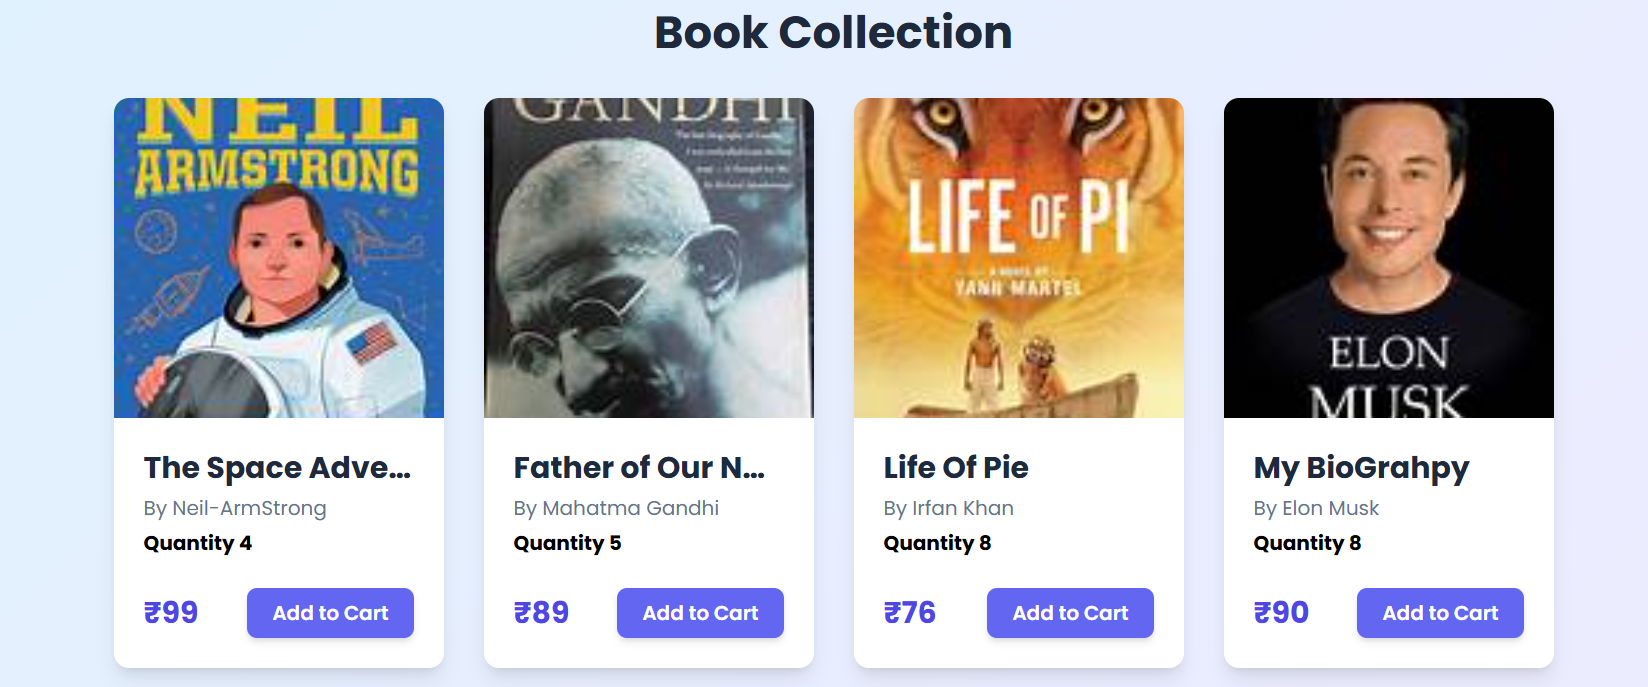 Book Collection
NEIL
ARMSTRONG
GANDHI
LIFE OF PI
A NOVEL BY
YANN MARTEL
ELON
MUSK
The Space Adve...
By Neil-ArmStrong
Quantity 4
₹99
Add to Cart
Father of Our N...
By Mahatma Gandhi
Quantity 5
₹89
Add to Cart
Life Of Pie
By Irfan Khan
Quantity 8
₹76
Add to Cart
My BioGrahpy
By Elon Musk
Quantity 8
₹90
Add to Cart